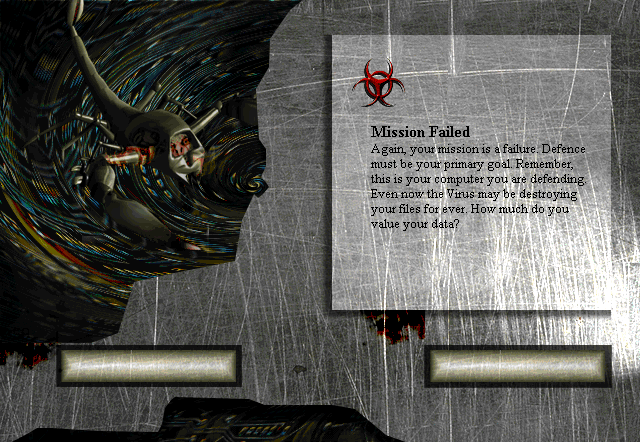 Mission Failed
Again, your mission is a failure. Defence
must be your primary goal. Remember,
this is your computer you are defending.
Even now the Virus may be destroying
your files for ever. How much do you
value your data?